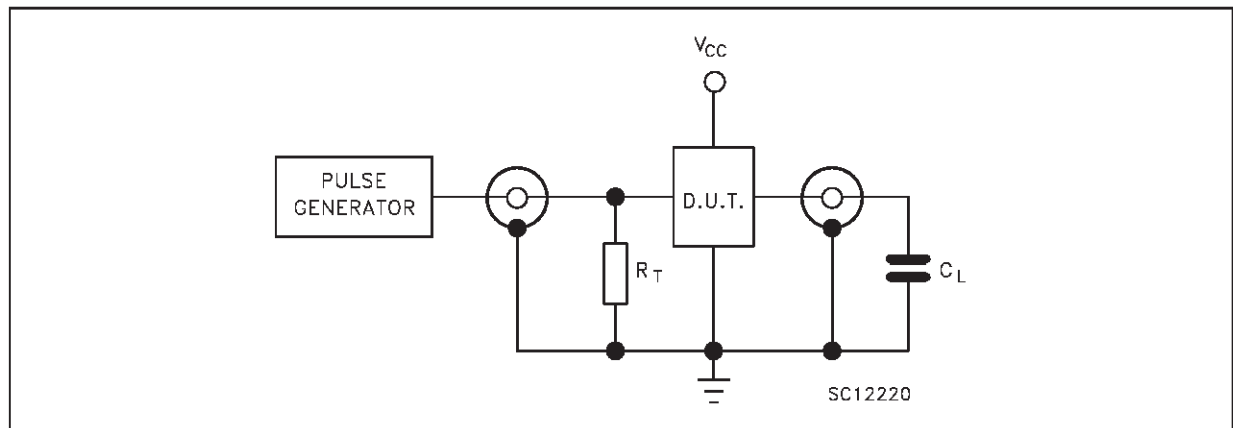 VCC
PULSE
GENERATOR
D.U.T.
RT
CL
SC12220